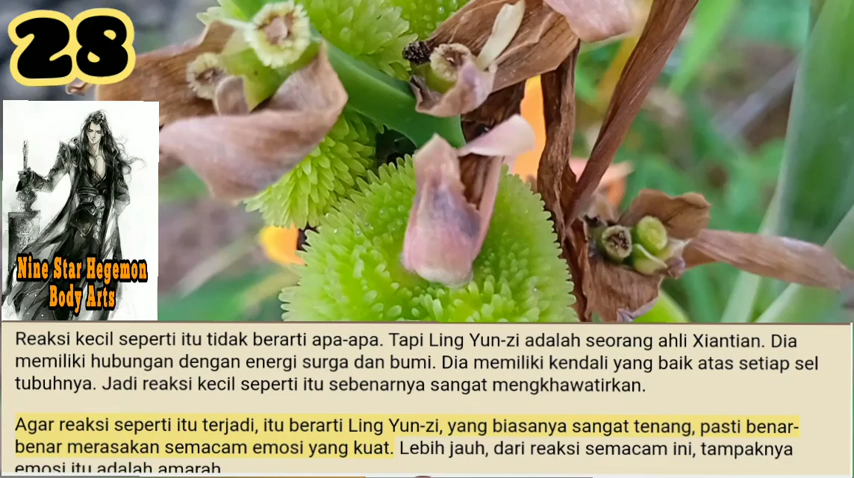 28
Nine Star Hegemon
Body Arts
Reaksi kecil seperti itu tidak berarti apa-apa. Tapi Ling Yun-zi adalah seorang ahli Xiantian. Dia
memiliki hubungan dengan energi surga dan bumi. Dia memiliki kendali yang baik atas setiap sel
tubuhnya. Jadi reaksi kecil seperti itu sebenarnya sangat mengkhawatirkan.
Agar reaksi seperti itu terjadi, itu berarti Ling Yun-zi, yang biasanya sangat tenang, pasti benar-
benar merasakan semacam emosi yang kuat. Lebih jauh, dari reaksi semacam ini, tampaknya
emosi itu adalah amarah